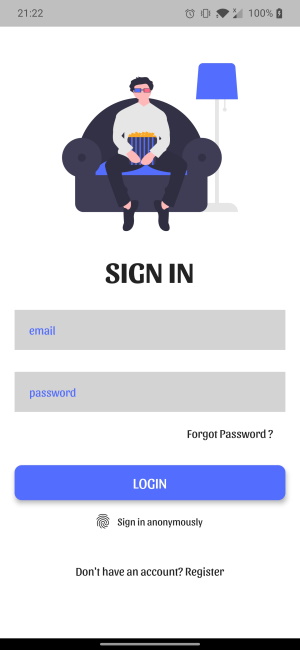 21:22
100%
SIGN IN
email
password
Forgot Password ?
LOGIN
Sign in anonymously
Don't have an account? Register